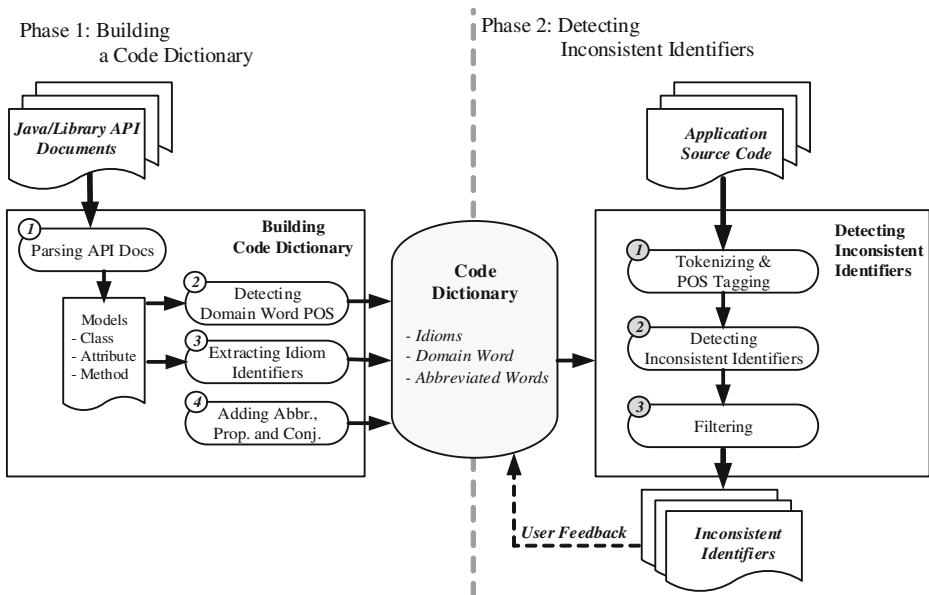 Phase 1: Building
a Code Dictionary
Java/Library API
Documents
Building
Code Dictionary
1
Parsing API Docs
Models
- Class
- Attribute
- Method
2
Detecting
Domain Word POS
3
Extracting Idiom
Identifiers
4
Adding Abbr.,
Prop. and Conj.
Code
Dictionary
- Idioms
- Domain Word
- Abbreviated Words
Phase 2: Detecting
Inconsistent Identifiers
Application
Source Code
Detecting
Inconsistent
Identifiers
1
Tokenizing &
POS Tagging
2
Detecting
Inconsistent Identifiers
3
Filtering
User Feedback
Inconsistent
Identifiers